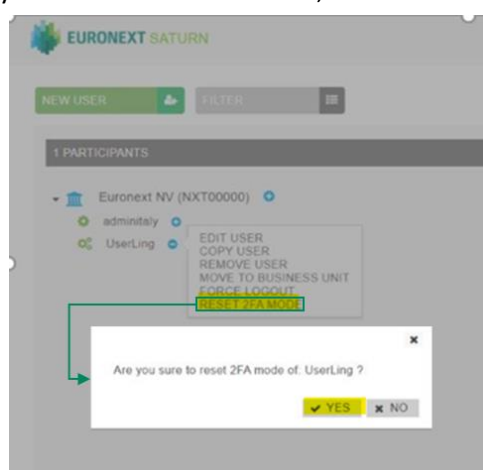 EURONEXT SATURN
NEW USER
FILTER
1 PARTICIPANTS
Euronext NV (NXT00000)
adminitaly
UserLing
EDIT USER
COPY USER
REMOVE USER
MOVE TO BUSINESS UNIT
FORCE LOGOUT
RESET 2FA MODE
Are you sure to reset 2FA mode of. UserLing ?
YES
NO